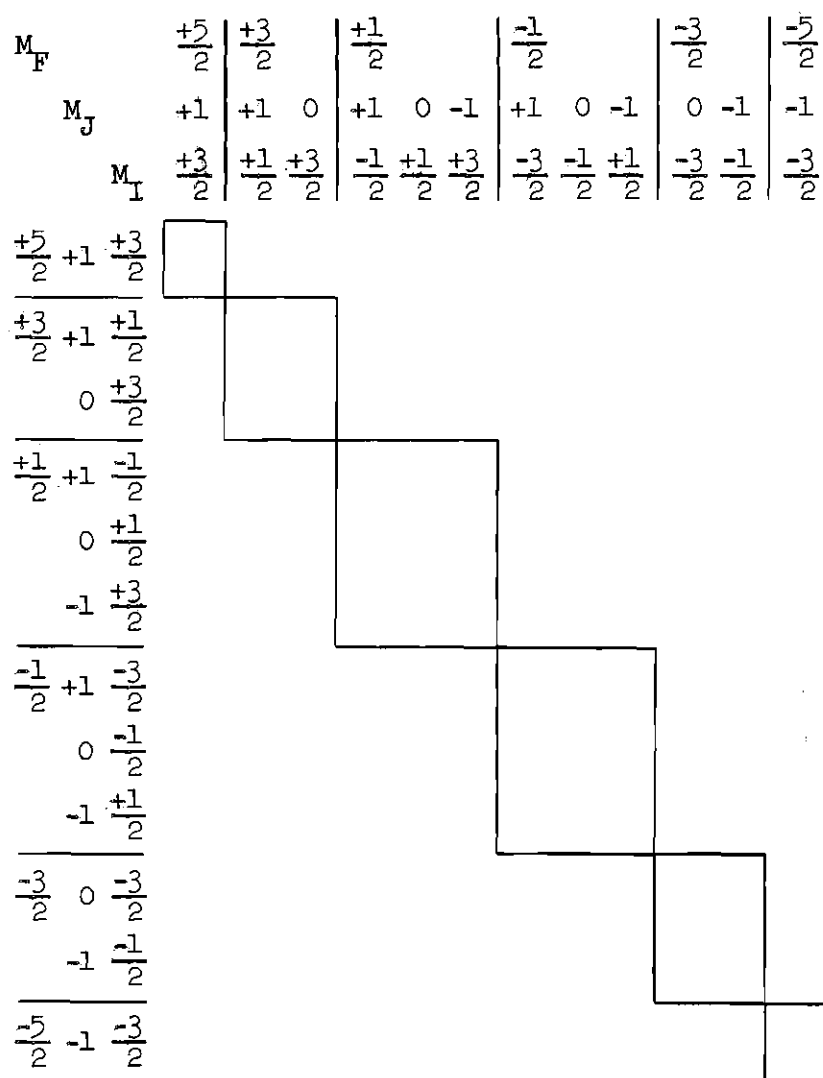 M_F +5/2 +3/2 +1/2 -1/2 -3/2 -5/2
M_J +1 +1 0 +1 0 -1 +1 0 -1 0 -1 -1
M_I +3/2 +1/2 +3/2 -1/2 +1/2 +3/2 -3/2 -1/2 +1/2 -3/2 -1/2 -3/2
+5/2 +1 +3/2
+3/2 +1 +1/2
0 +3/2
+1/2 +1 -1/2
0 +1/2
-1 +3/2
-1/2 +1 -3/2
0 -1/2
-1 +1/2
-3/2 0 -3/2
-1 -1/2
-5/2 -1 -3/2